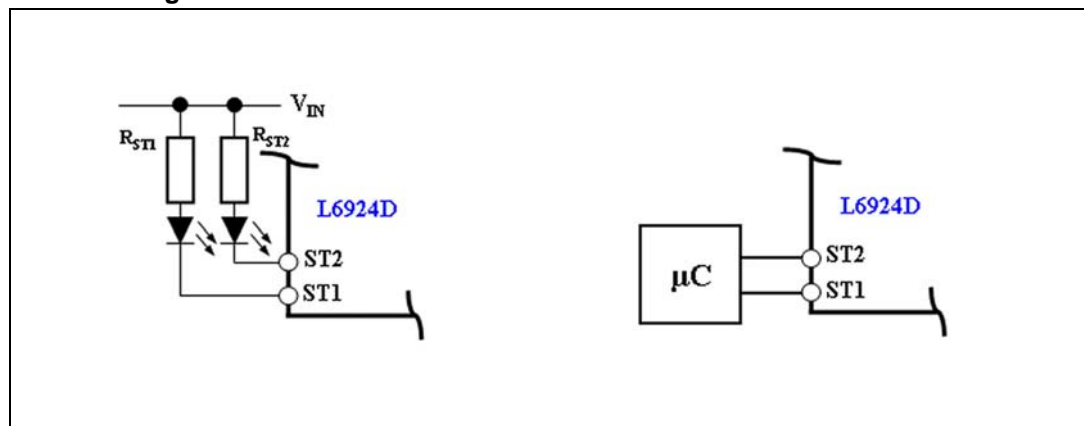 V_IN
R_ST1
R_ST2
L6924D
ST2
ST1
μC
L6924D
ST2
ST1